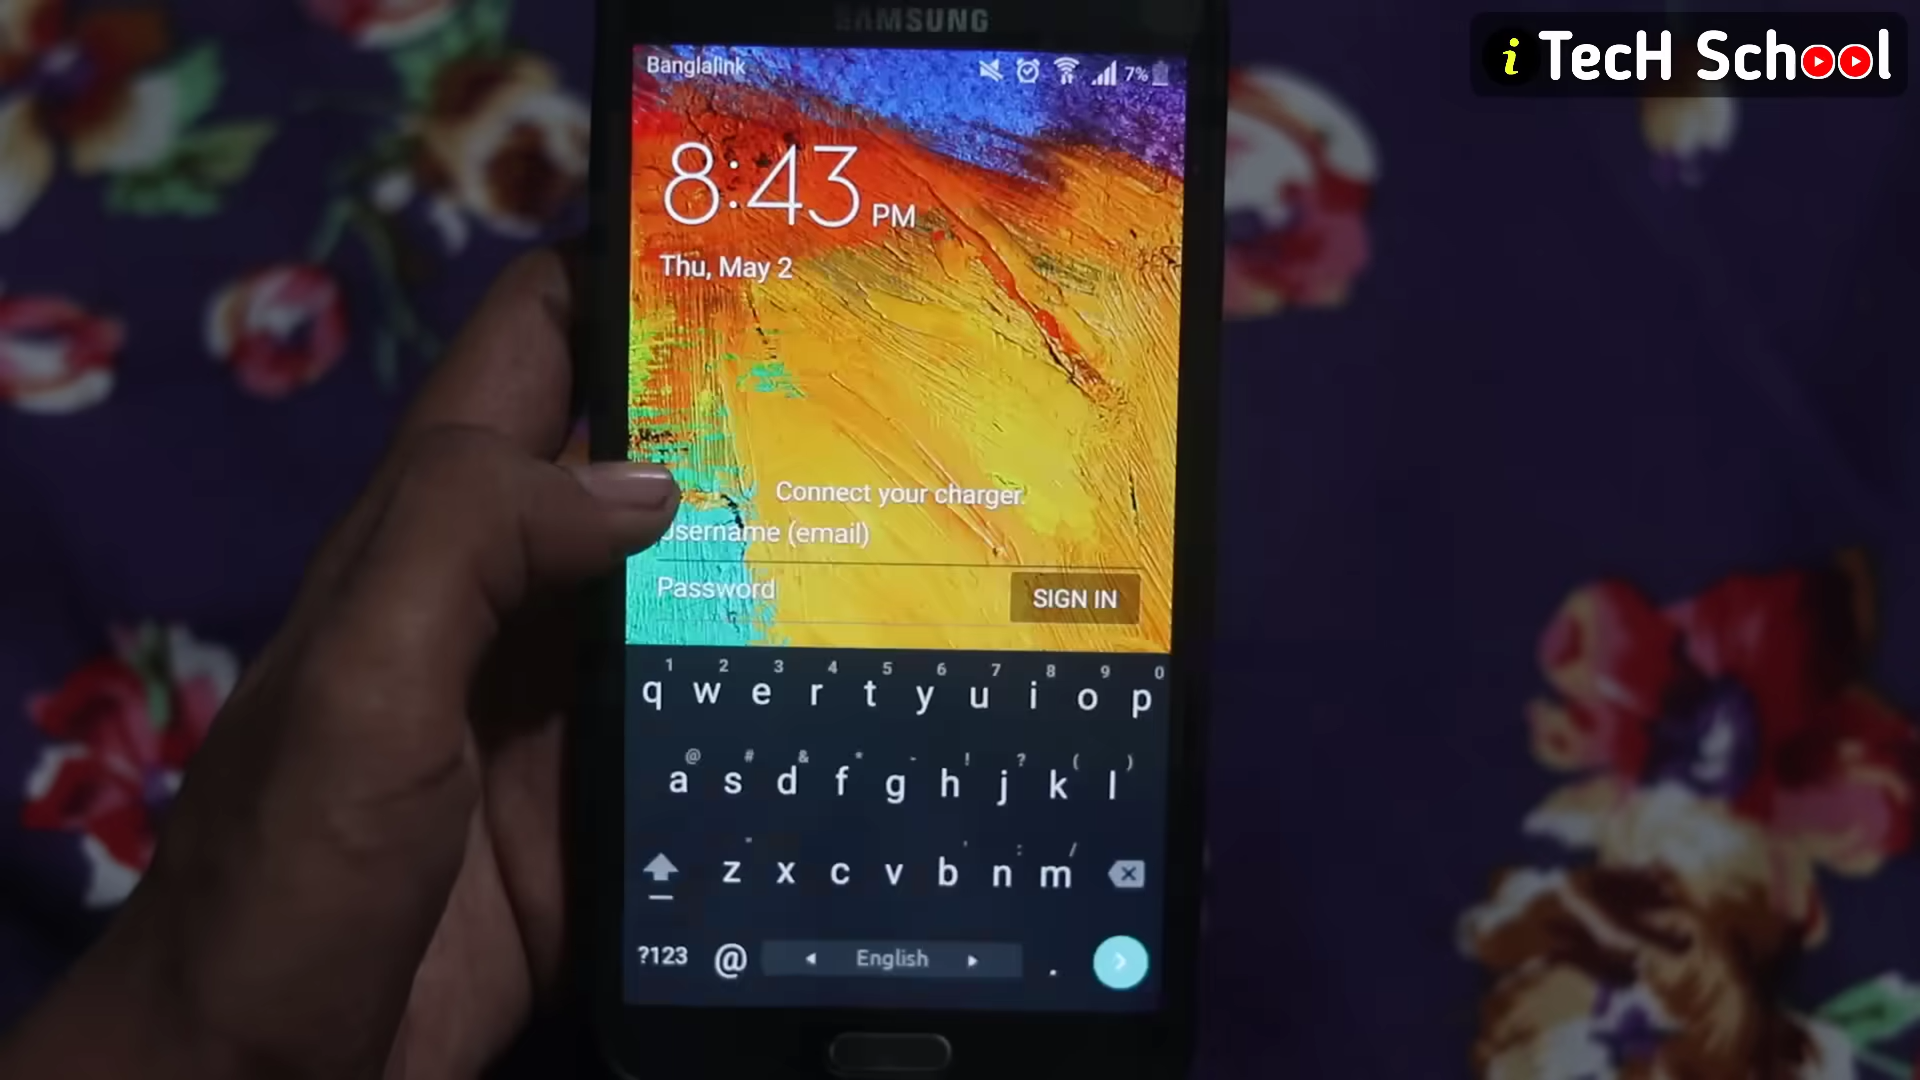 SAMSUNG
i TecH School
Banglalink
7%
8:43 PM
Thu, May 2
Connect your charger.
Username (email)
Password
SIGN IN
1 2 3 4 5 6 7 8 9 0
q w e r t y u i o p
@ # & * - ! ? ( )
a s d f g h j k l
" ' : /
z x c v b n m
?123 @ English .